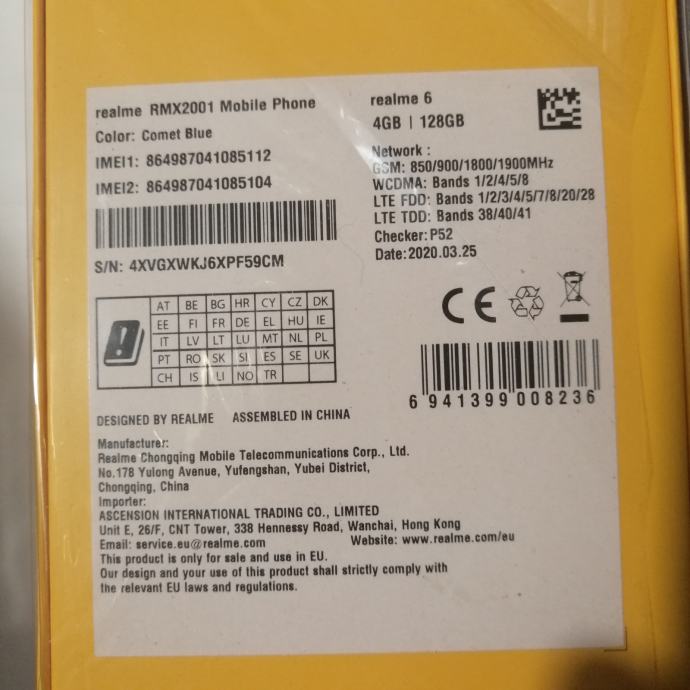 realme RMX2001 Mobile Phone
Color: Comet Blue
IMEI1: 864987041085112
IMEI2: 864987041085104
S/N: 4XVGXWKJ6XPF59CM
realme 6
4GB | 128GB
Network :
GSM: 850/900/1800/1900MHz
WCDMA: Bands 1/2/4/5/8
LTE FDD: Bands 1/2/3/4/5/7/8/20/28
LTE TDD: Bands 38/40/41
Checker:P52
Date:2020.03.25
AT BE BG HR CY CZ DK
EE FI FR DE EL HU IE
IT LV LT LU MT NL PL
PT RO SK SI ES SE UK
CH IS LI NO TR
CE
6 941399 008236
DESIGNED BY REALME ASSEMBLED IN CHINA
Manufacturer:
Realme Chongqing Mobile Telecommunications Corp., Ltd.
No.178 Yulong Avenue, Yufengshan, Yubei District,
Chongqing, China
Importer:
ASCENSION INTERNATIONAL TRADING CO., LIMITED
Unit E, 26/F, CNT Tower, 338 Hennessy Road, Wanchai, Hong Kong
Email: service.eu@realme.com Website: www.realme.com/eu
This product is only for sale and use in EU.
Our design and your use of this product shall strictly comply with
the relevant EU laws and regulations.